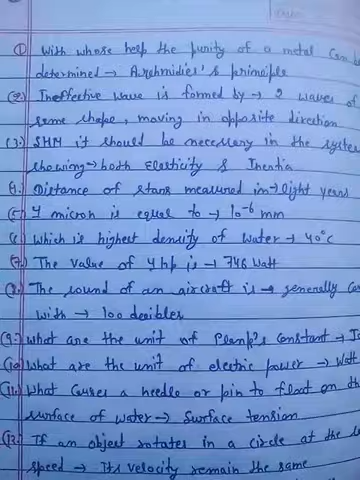 ① With whose help the purity of a metal can be
determined → Archmidies's principle
(2.) Ineffective wave is formed by → 2 waves of
same shape, moving in opposite direction
(3.) SHM it should be necessary in the system
showing → both Elasticity & Inertia
(4.) Distance of stars measured in → light years
(5.) 1 micron is equal to → 10⁻⁶ mm
(6.) Which is highest density of water → 40°C
(7.) The value of 1 hp is → 746 Watt
(8.) The sound of an aircraft is → generally
with → 100 decibles
(9.) What are the unit of Plank's constant →
(10.) What are the unit of electric power → Watt
(11.) What causes a needle or pin to float on the
surface of water → Surface tension
(12.) If an object rotates in a circle at the
speed → Its velocity remain the same